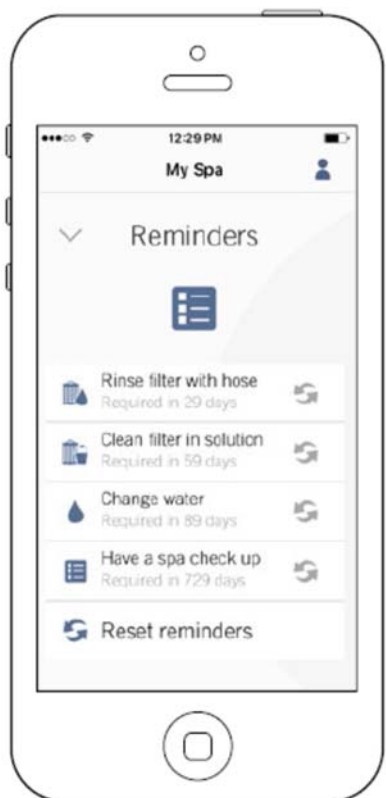 12:29 PM
My Spa
Reminders
Rinse filter with hose
Required in 29 days
Clean filter in solution
Required in 59 days
Change water
Required in 89 days
Have a spa check up
Required in 729 days
Reset reminders